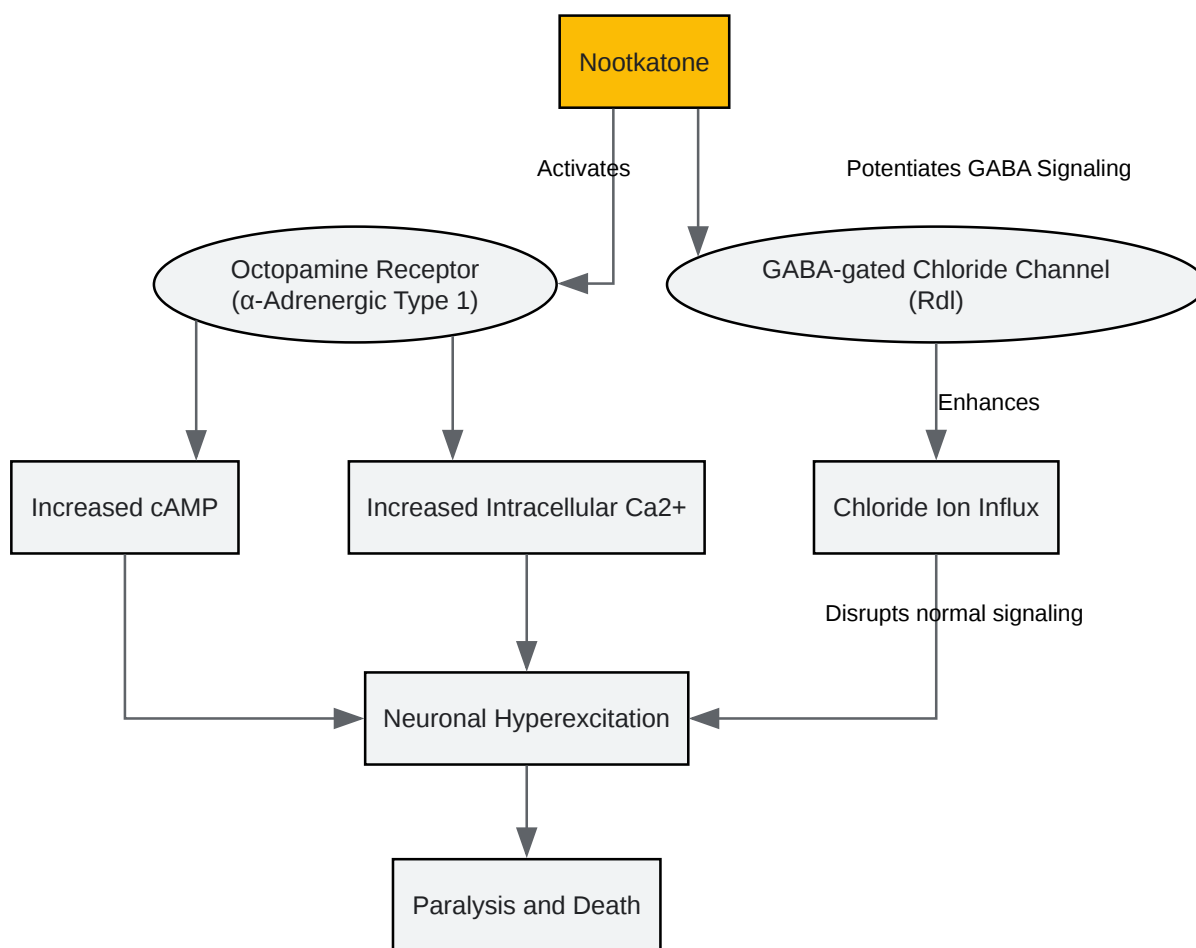 Nootkatone
Activates
Potentiates GABA Signaling
Octopamine Receptor
(α-Adrenergic Type 1)
GABA-gated Chloride Channel
(Rdl)
Enhances
Increased cAMP
Increased Intracellular Ca2+
Chloride Ion Influx
Disrupts normal signaling
Neuronal Hyperexcitation
Paralysis and Death